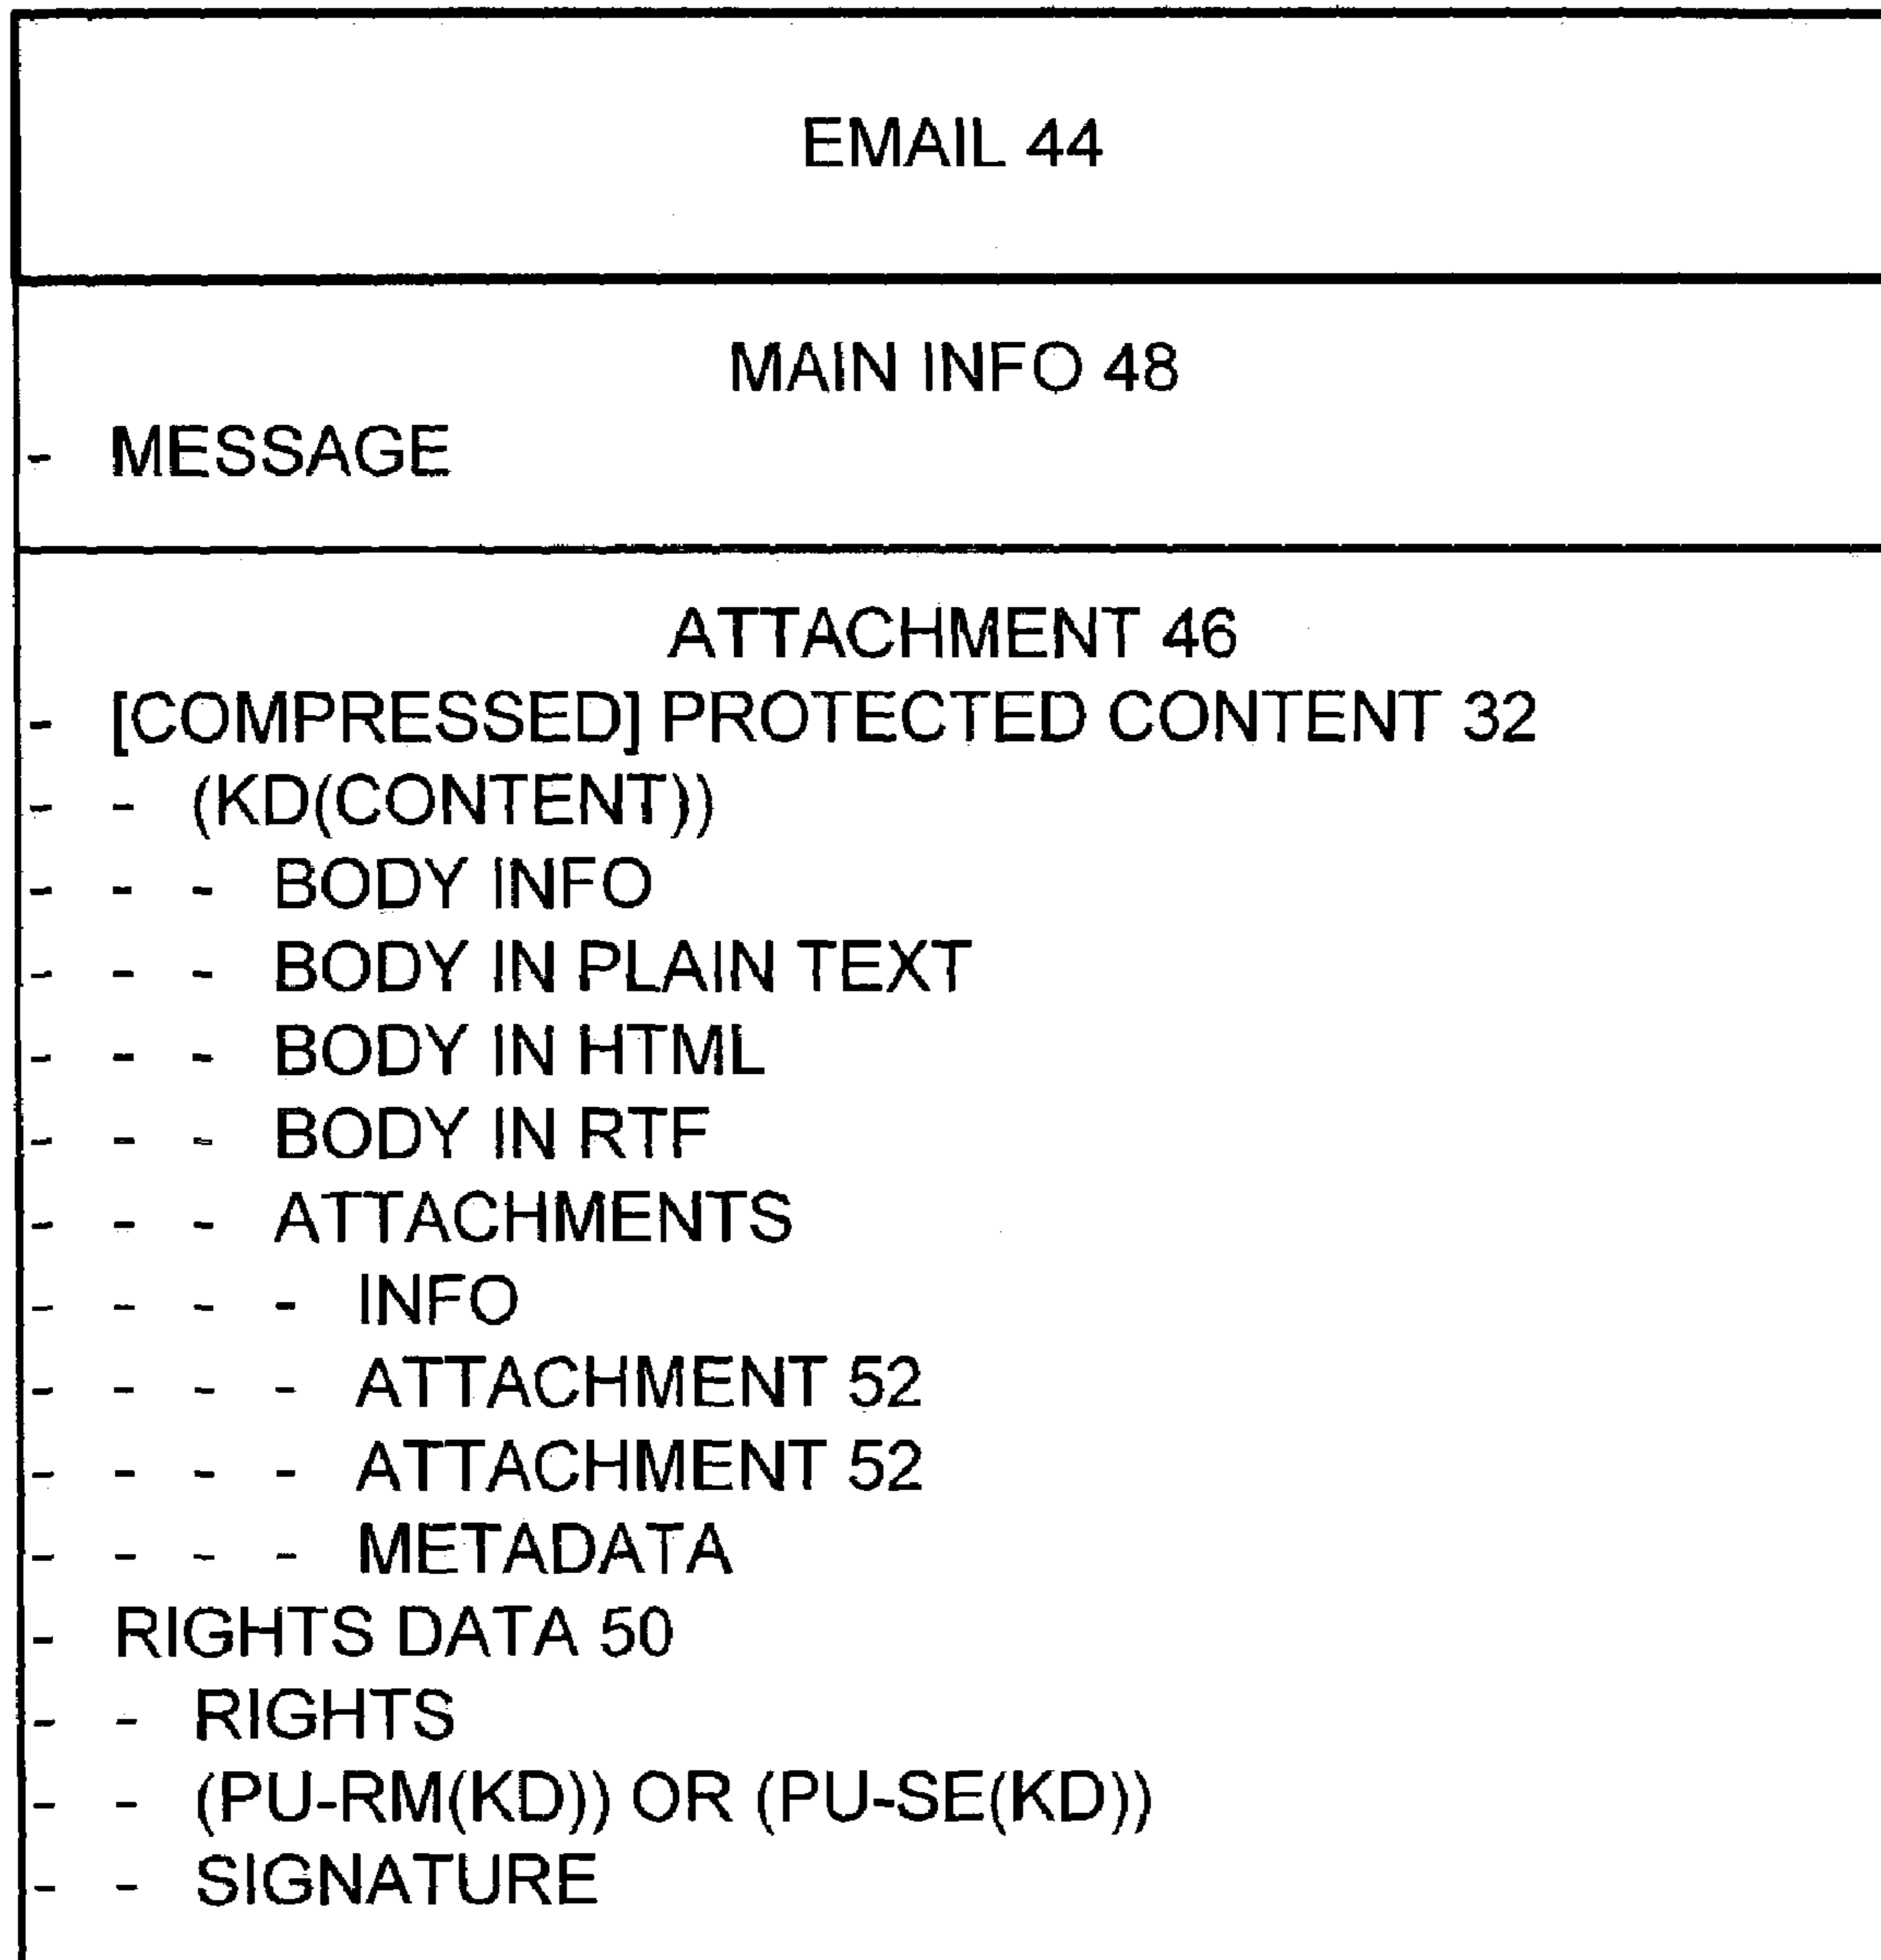 EMAIL 44
MAIN INFO 48
- MESSAGE
ATTACHMENT 46
- [COMPRESSED] PROTECTED CONTENT 32
- - (KD(CONTENT))
- - - BODY INFO
- - - BODY IN PLAIN TEXT
- - - BODY IN HTML
- - - BODY IN RTF
- - - ATTACHMENTS
- - - - INFO
- - - - ATTACHMENT 52
- - - - ATTACHMENT 52
- - - - METADATA
- RIGHTS DATA 50
- - RIGHTS
- - (PU-RM(KD)) OR (PU-SE(KD))
- - SIGNATURE